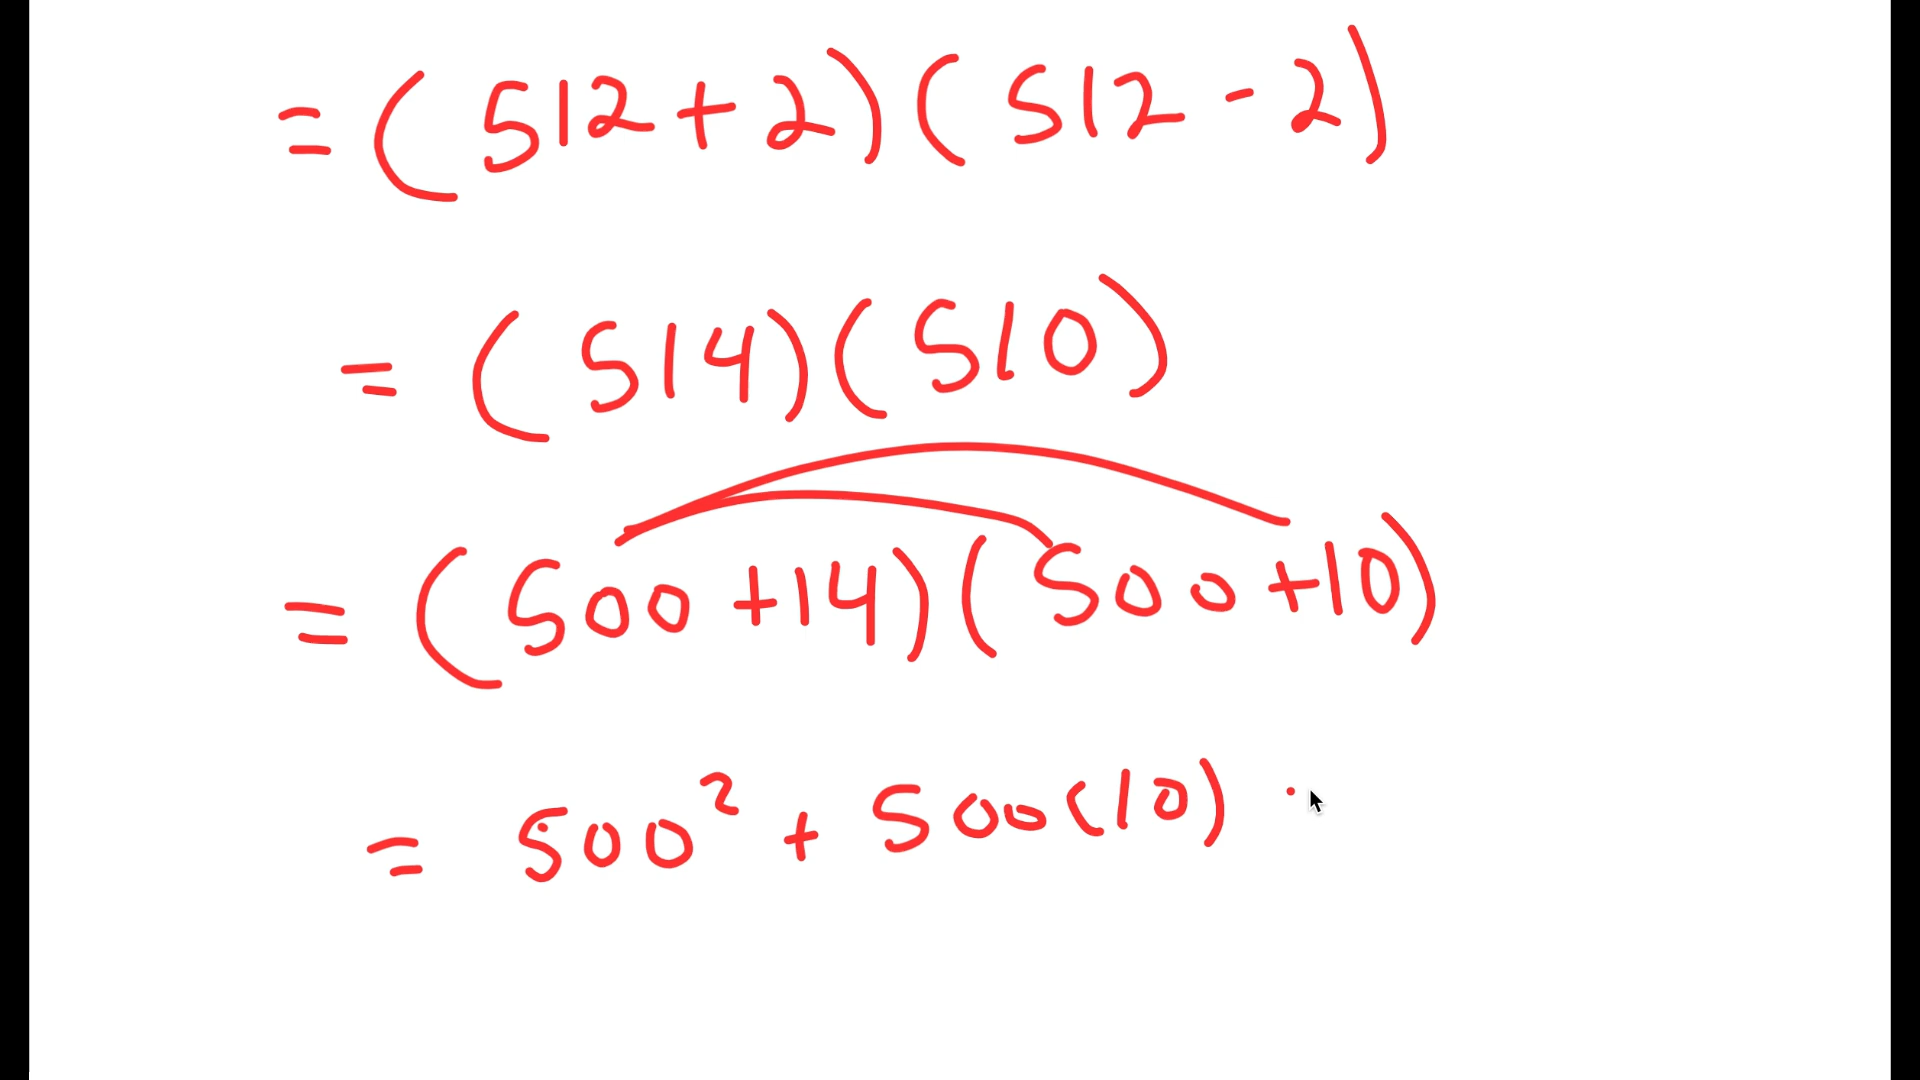 = (512+2)(512-2)
= (514)(510)
= (500+14)(500+10)
= 500² + 500(10)